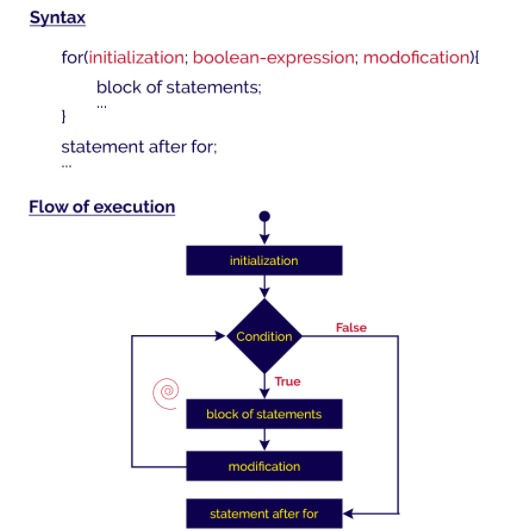 Syntax
for(initialization; boolean-expression; modofication){
block of statements;
...
}
statement after for;
...
Flow of execution
initialization
Condition
False
True
block of statements
modification
statement after for